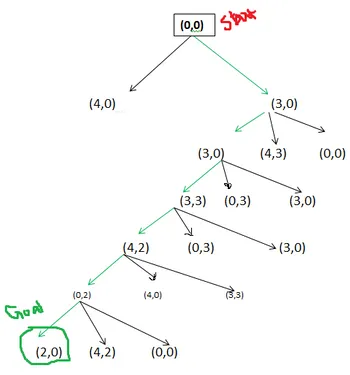 (0,0) Start
(4,0) (3,0)
(3,0) (4,3) (0,0)
(3,3) (0,3) (3,0)
(4,2) (0,3) (3,0)
(0,2) (4,0) (3,3)
Goal
(2,0) (4,2) (0,0)